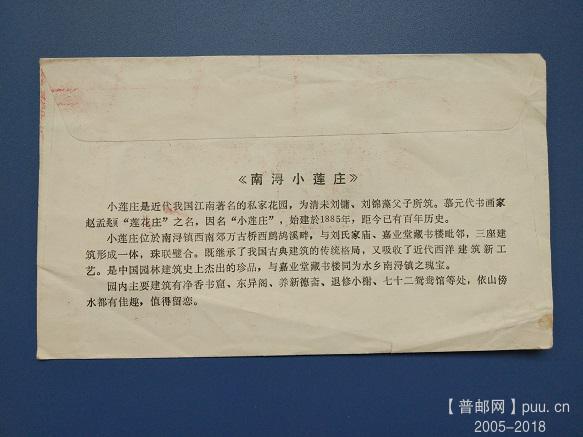 《南浔小莲庄》
小莲庄是近代我国江南著名的私家花园，为清末刘镛、刘锦藻父子所筑。慕元代书画家
赵孟頫“莲花庄”之名，因名“小莲庄”，始建於1885年，距今已有百年历史。
小莲庄位於南浔镇西南郊万古桥西鹧鸪溪畔，与刘氏家庙、嘉业堂藏书楼毗邻，三座建
筑形成一体，珠联璧合。既继承了我国古典建筑的传统格局，又吸收了近代西洋建筑新工
艺。是中国园林建筑史上杰出的珍品，与嘉业堂藏书楼同为水乡南浔镇之瑰宝。
园内主要建筑有净香书窟、东异阁、养新德斋、退修小榭、七十二鸳鸯馆等处，依山傍
水都有佳趣，值得留恋。
【普邮网】puu.cn
2005-2018